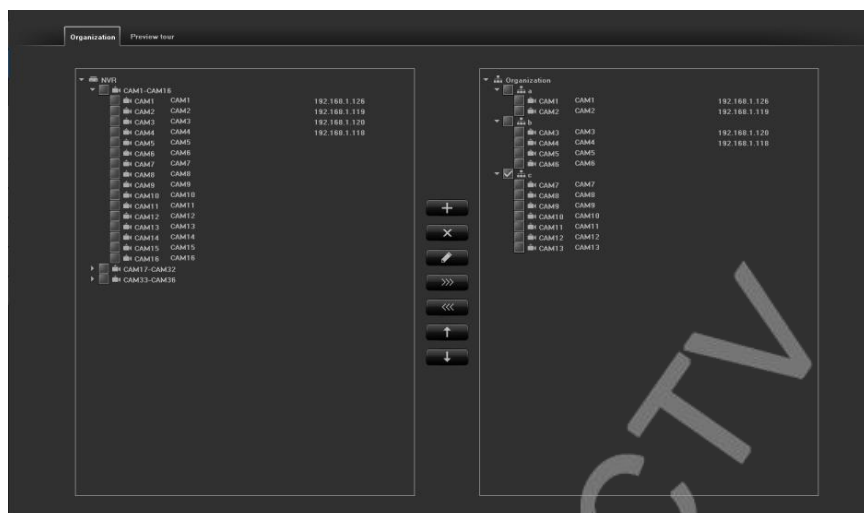 Organization Preview tour
NVR
CAM1-CAM16
CAM1 CAM1 192.168.1.126
CAM2 CAM2 192.168.1.119
CAM3 CAM3 192.168.1.120
CAM4 CAM4 192.168.1.118
CAM5 CAM5
CAM6 CAM6
CAM7 CAM7
CAM8 CAM8
CAM9 CAM9
CAM10 CAM10
CAM11 CAM11
CAM12 CAM12
CAM13 CAM13
CAM14 CAM14
CAM15 CAM15
CAM16 CAM16
CAM17-CAM32
CAM33-CAM36
Organization
a
CAM1 CAM1 192.168.1.126
CAM2 CAM2 192.168.1.119
b
CAM3 CAM3 192.168.1.120
CAM4 CAM4 192.168.1.118
CAM5 CAM5
CAM6 CAM6
c
CAM7 CAM7
CAM8 CAM8
CAM9 CAM9
CAM10 CAM10
CAM11 CAM11
CAM12 CAM12
CAM13 CAM13
CTV